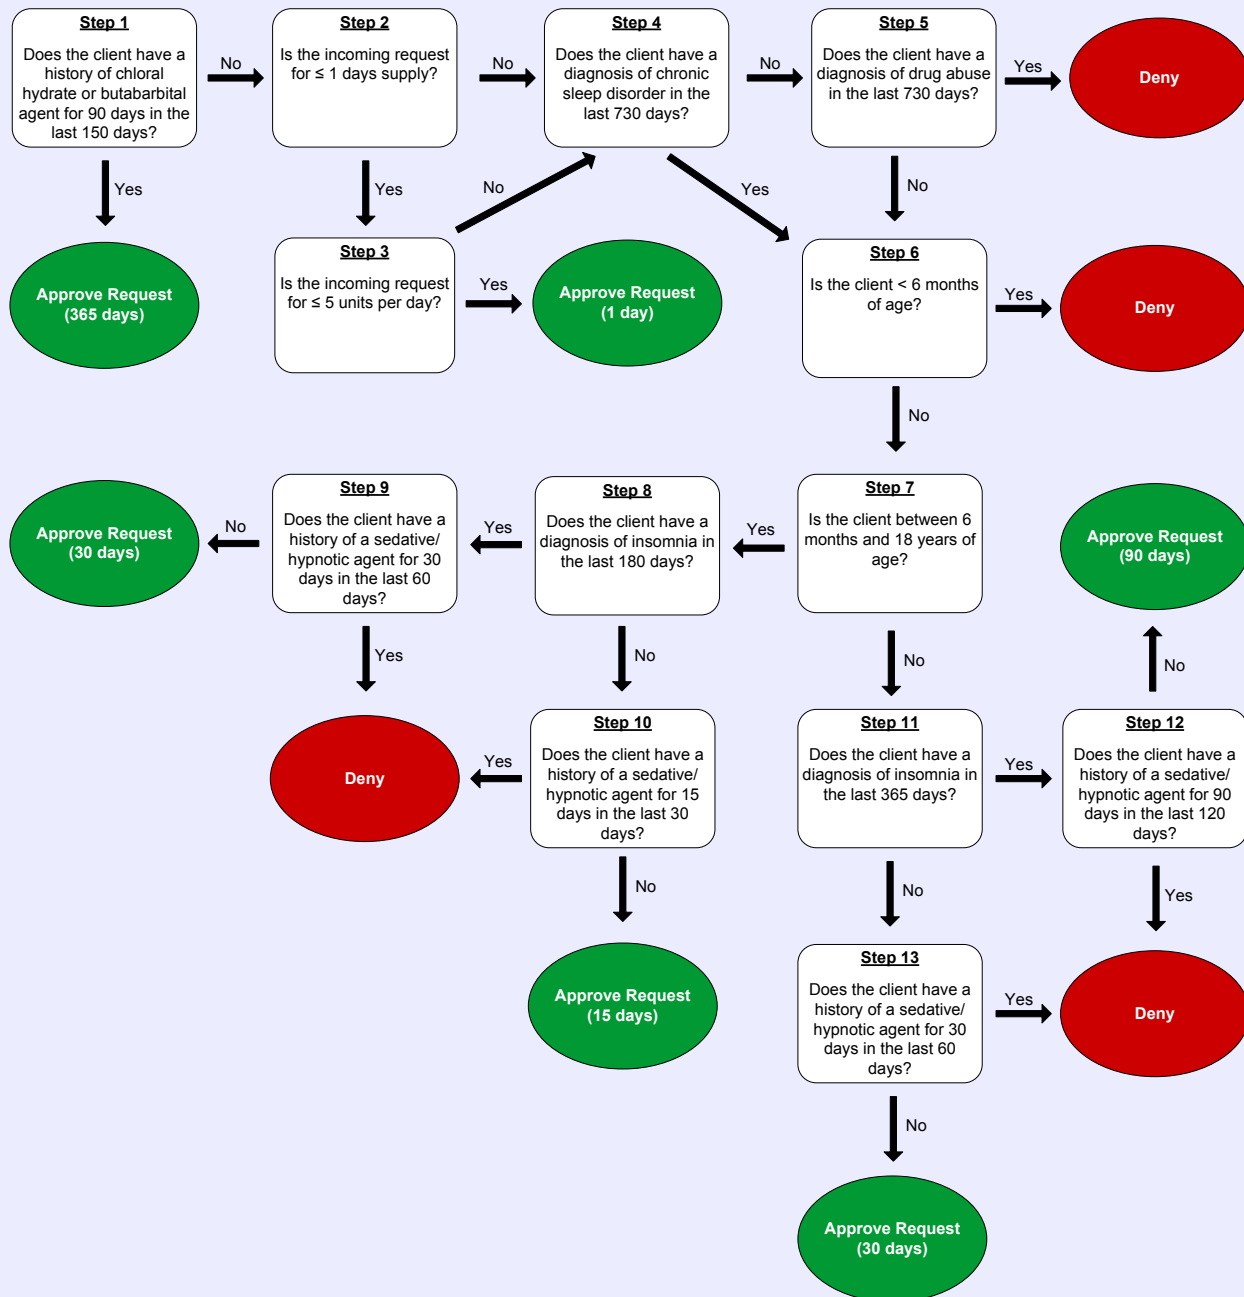 Step 1
Does the client have a
history of chloral
hydrate or butabarbital
agent for 90 days in the
last 150 days?
No
Step 2
Is the incoming request
for ≤ 1 days supply?
No
Step 4
Does the client have a
diagnosis of chronic
sleep disorder in the
last 730 days?
No
Step 5
Does the client have a
diagnosis of drug abuse
in the last 730 days?
Yes
Deny
Yes
Yes
No
Yes
No
Approve Request
(365 days)
Step 3
Is the incoming request
for ≤ 5 units per day?
Yes
Approve Request
(1 day)
Step 6
Is the client < 6 months
of age?
Yes
Deny
No
Approve Request
(30 days)
No
Step 9
Does the client have a
history of a sedative/
hypnotic agent for 30
days in the last 60
days?
Yes
Step 8
Does the client have a
diagnosis of insomnia in
the last 180 days?
Yes
Step 7
Is the client between 6
months and 18 years of
age?
Approve Request
(90 days)
Yes
No
No
No
Deny
Yes
Step 10
Does the client have a
history of a sedative/
hypnotic agent for 15
days in the last 30
days?
Step 11
Does the client have a
diagnosis of insomnia in
the last 365 days?
Yes
Step 12
Does the client have a
history of a sedative/
hypnotic agent for 90
days in the last 120
days?
No
No
Yes
Approve Request
(15 days)
Step 13
Does the client have a
history of a sedative/
hypnotic agent for 30
days in the last 60
days?
Yes
Deny
No
Approve Request
(30 days)